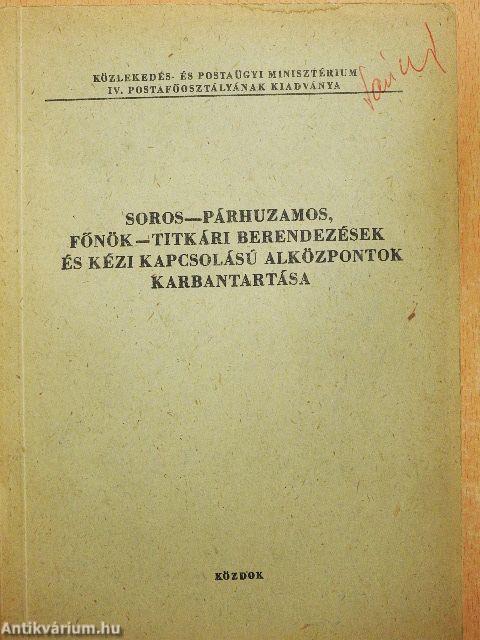 KÖZLEKEDÉS- ÉS POSTAÜGYI MINISZTÉRIUM
IV. POSTAFŐOSZTÁLYÁNAK KIADVÁNYA
SOROS—PÁRHUZAMOS,
FŐNÖK—TITKÁRI BERENDEZÉSEK
ÉS KÉZI KAPCSOLÁSÚ ALKÖZPONTOK
KARBANTARTÁSA
KÖZDOK
Antikvárium.hu